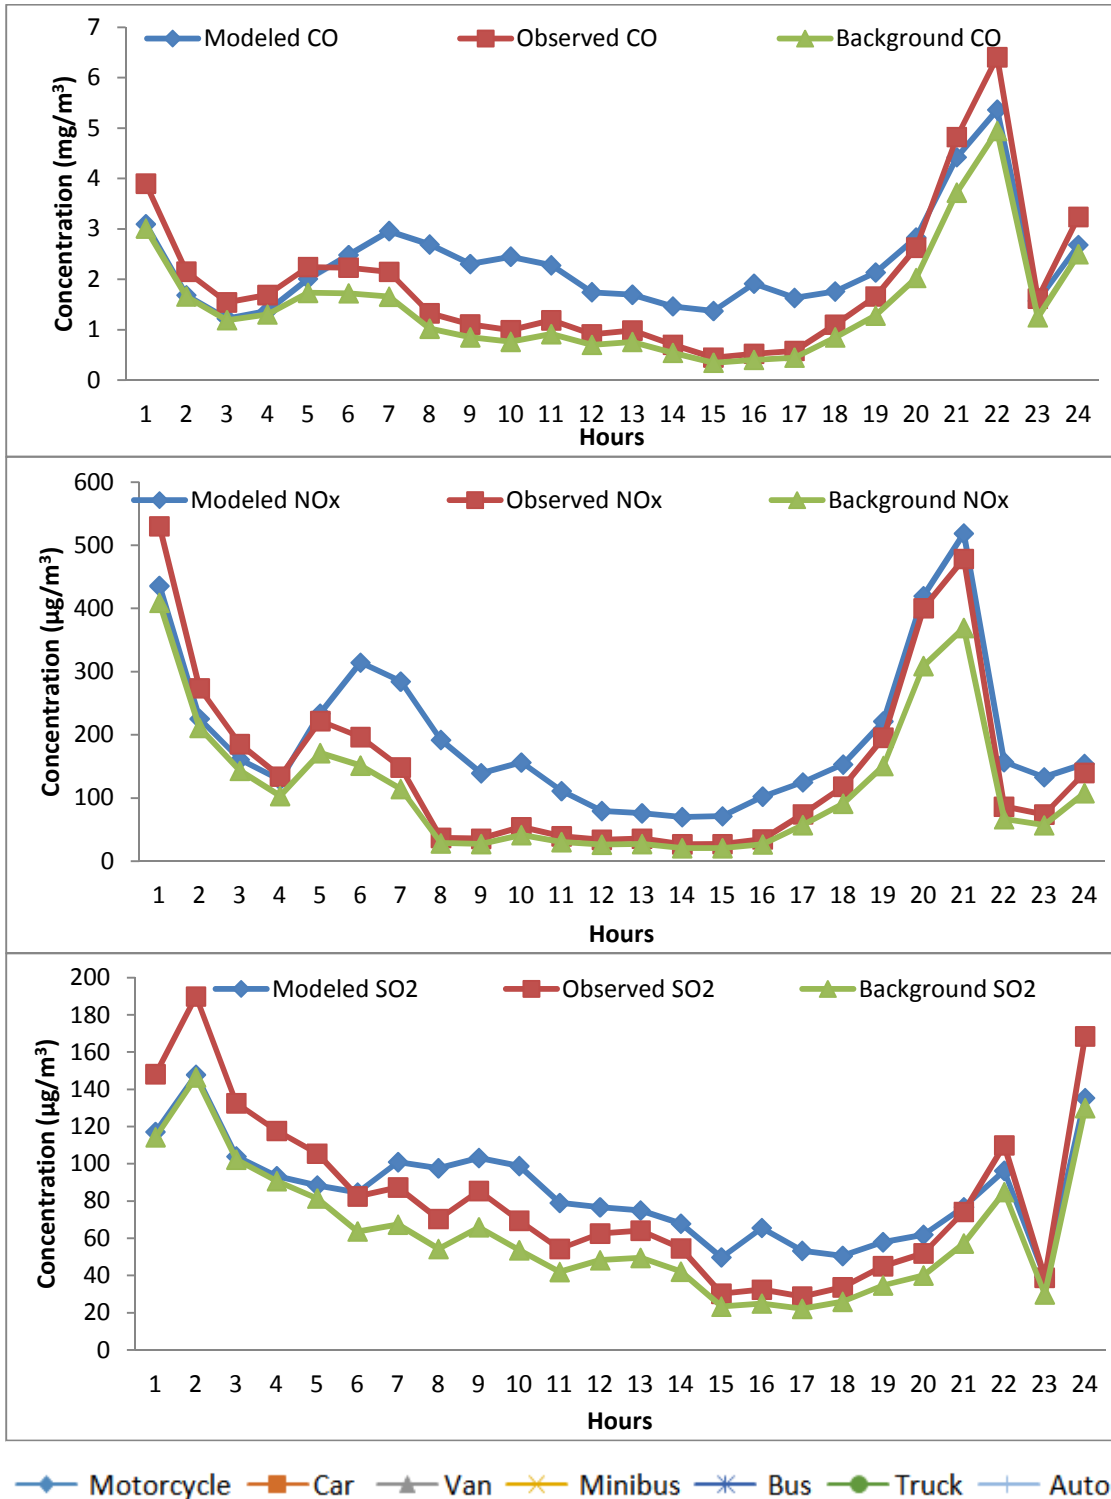 Modeled CO Observed CO Background CO
Concentration (mg/m³)
7
6
5
4
3
2
1
0
1 2 3 4 5 6 7 8 9 10 11 12 13 14 15 16 17 18 19 20 21 22 23 24
Hours
Modeled NOx Observed NOx Background NOx
Concentration (µg/m³)
600
500
400
300
200
100
0
1 2 3 4 5 6 7 8 9 10 11 12 13 14 15 16 17 18 19 20 21 22 23 24
Hours
Modeled SO2 Observed SO2 Background SO2
Concentration (µg/m³)
200
180
160
140
120
100
80
60
40
20
0
1 2 3 4 5 6 7 8 9 10 11 12 13 14 15 16 17 18 19 20 21 22 23 24
Hours
Motorcycle Car Van Minibus Bus Truck Auto